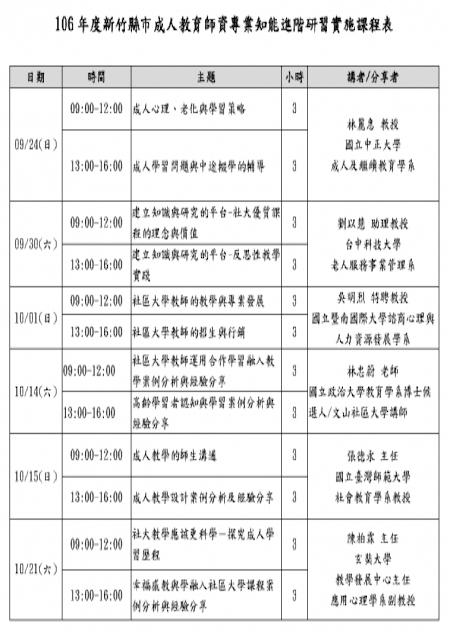 106年度新竹縣市成人教育師資專業知能進階研習實施課程表
日期 時間 主題 小時 講者/分享者
09/24(日) 09:00-12:00 成人心理、老化與學習策略 3
13:00-16:00 成人學習問題與中途輟學的輔導 3
林麗惠 教授
國立中正大學
成人及繼續教育學系
09/30(六) 09:00-12:00 建立知識與研究的平台-社大優質課
程的理念與價值 3
13:00-16:00 建立知識與研究的平台-反思性教學
實踐 3
劉以慧 助理教授
台中科技大學
老人服務事業管理系
10/01(日) 09:00-12:00 社區大學教師的教學與專業發展 3
13:00-16:00 社區大學教師的招生與行銷 3
吳明烈 特聘教授
國立暨南國際大學諮商心理與
人力資源發展學系
10/14(六) 09:00-12:00 社區大學教師運用合作學習融入教
學案例分析與經驗分享 3
13:00-16:00 高齡學習者認知與學習案例分析與
經驗分享 3
林忠蔚 老師
國立政治大學教育學系博士候
選人/文山社區大學講師
10/15(日) 09:00-12:00 成人教學的師生溝通 3
13:00-16:00 成人教學設計案例分析及經驗分享 3
張德永 主任
國立臺灣師範大學
社會教育學系教授
10/21(六) 09:00-12:00 社大教學應該更科學－探究成人學
習歷程 3
13:00-16:00 幸福感教與學融入社區大學課程案
例分析與經驗分享 3
陳柏霖 主任
玄奘大學
教學發展中心主任
應用心理學系副教授